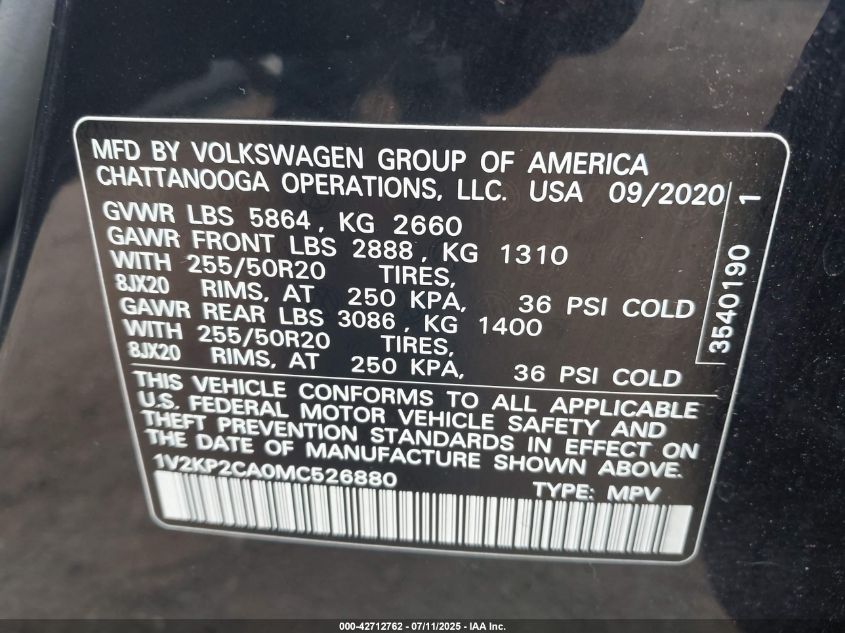 MFD BY VOLKSWAGEN GROUP OF AMERICA
CHATTANOOGA OPERATIONS, LLC. USA 09/2020
GVWR LBS 5864, KG 2660
GAWR FRONT LBS 2888, KG 1310
WITH 255/50R20 TIRES,
8JX20 RIMS, AT 250 KPA, 36 PSI COLD
GAWR REAR LBS 3086, KG 1400
WITH 255/50R20 TIRES,
8JX20 RIMS, AT 250 KPA, 36 PSI COLD
3540190 1
THIS VEHICLE CONFORMS TO ALL APPLICABLE
U.S. FEDERAL MOTOR VEHICLE SAFETY AND
THEFT PREVENTION STANDARDS IN EFFECT ON
THE DATE OF MANUFACTURE SHOWN ABOVE.
1V2KP2CA0MC526880 TYPE: MPV
000-42712762 - 07/11/2025 - IAA Inc.